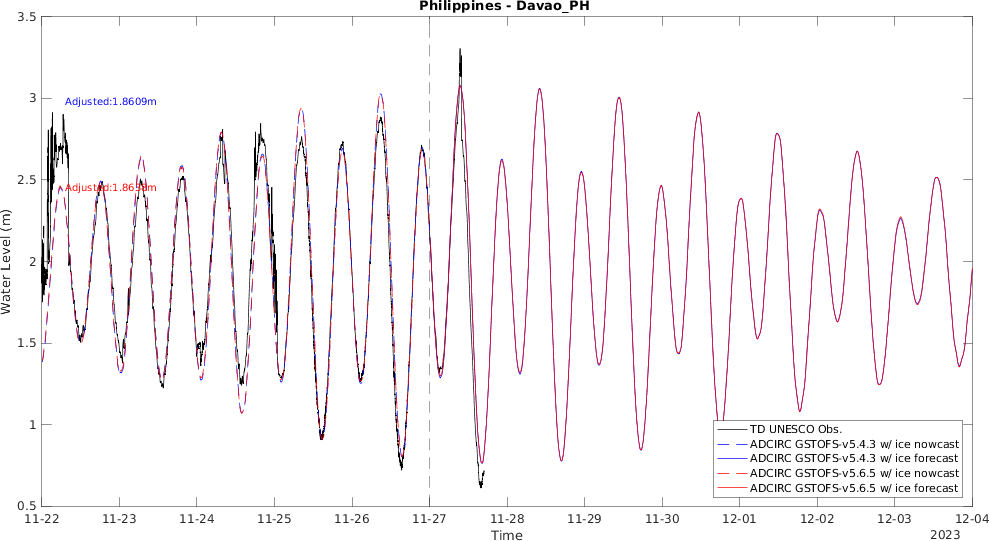 Philippines - Davao_PH
3.5
3
2.5
2
1.5
1
0.5
Water Level (m)
Adjusted:1.8609m
11-22
11-23
11-24
11-25
11-26
11-27
11-28
11-29
11-30
12-01
12-02
12-03
12-04
Time
2023
TD UNESCO Obs.
ADCIRC GSTOFS-v5.4.3 w/ ice nowcast
ADCIRC GSTOFS-v5.4.3 w/ ice forecast
ADCIRC GSTOFS-v5.6.5 w/ ice nowcast
ADCIRC GSTOFS-v5.6.5 w/ ice forecast